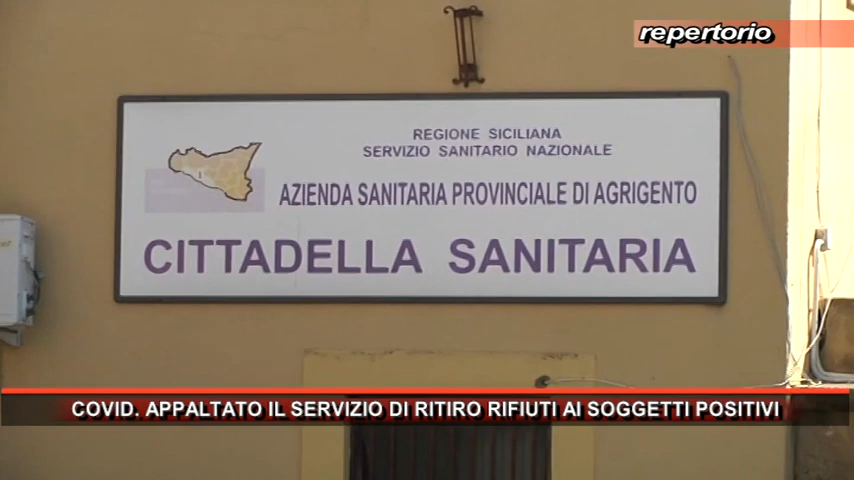 repertorio
REGIONE SICILIANA
SERVIZIO SANITARIO NAZIONALE
AZIENDA SANITARIA PROVINCIALE DI AGRIGENTO
CITTADELLA SANITARIA
COVID. APPALTATO IL SERVIZIO DI RITIRO RIFIUTI AI SOGGETTI POSITIVI